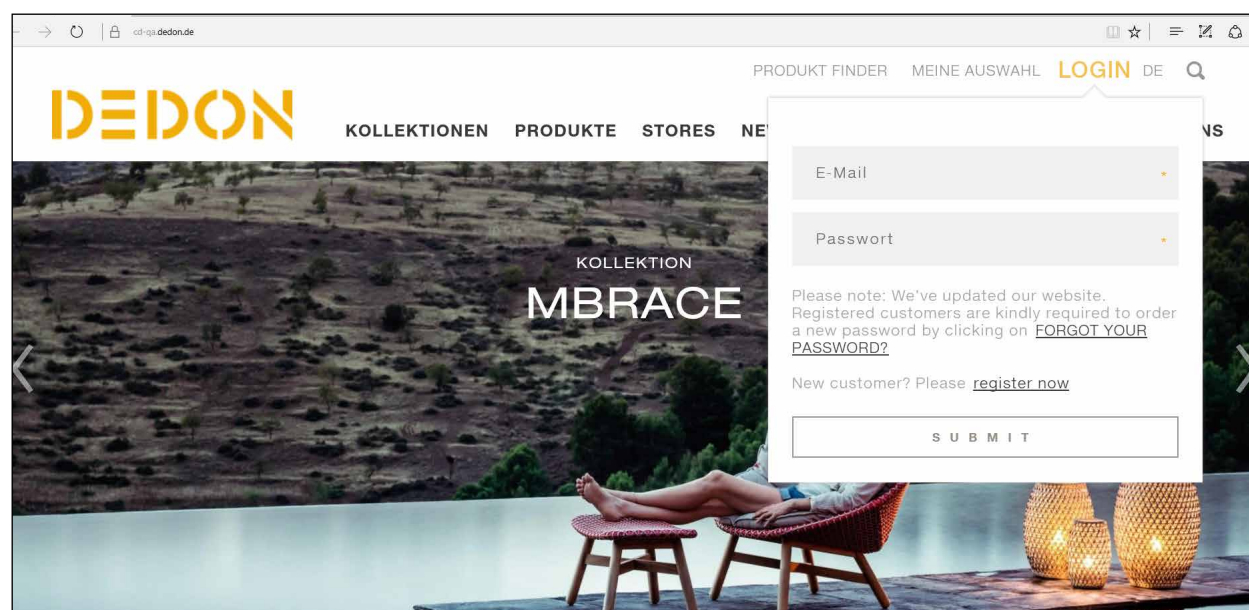 cd-qa.dedon.de
PRODUKT FINDER MEINE AUSWAHL LOGIN DE
DEDON
KOLLEKTIONEN PRODUKTE STORES
E-Mail *
Passwort *
KOLLEKTION
MBRACE
Please note: We've updated our website.
Registered customers are kindly required to order
a new password by clicking on FORGOT YOUR
PASSWORD?
New customer? Please register now
SUBMIT